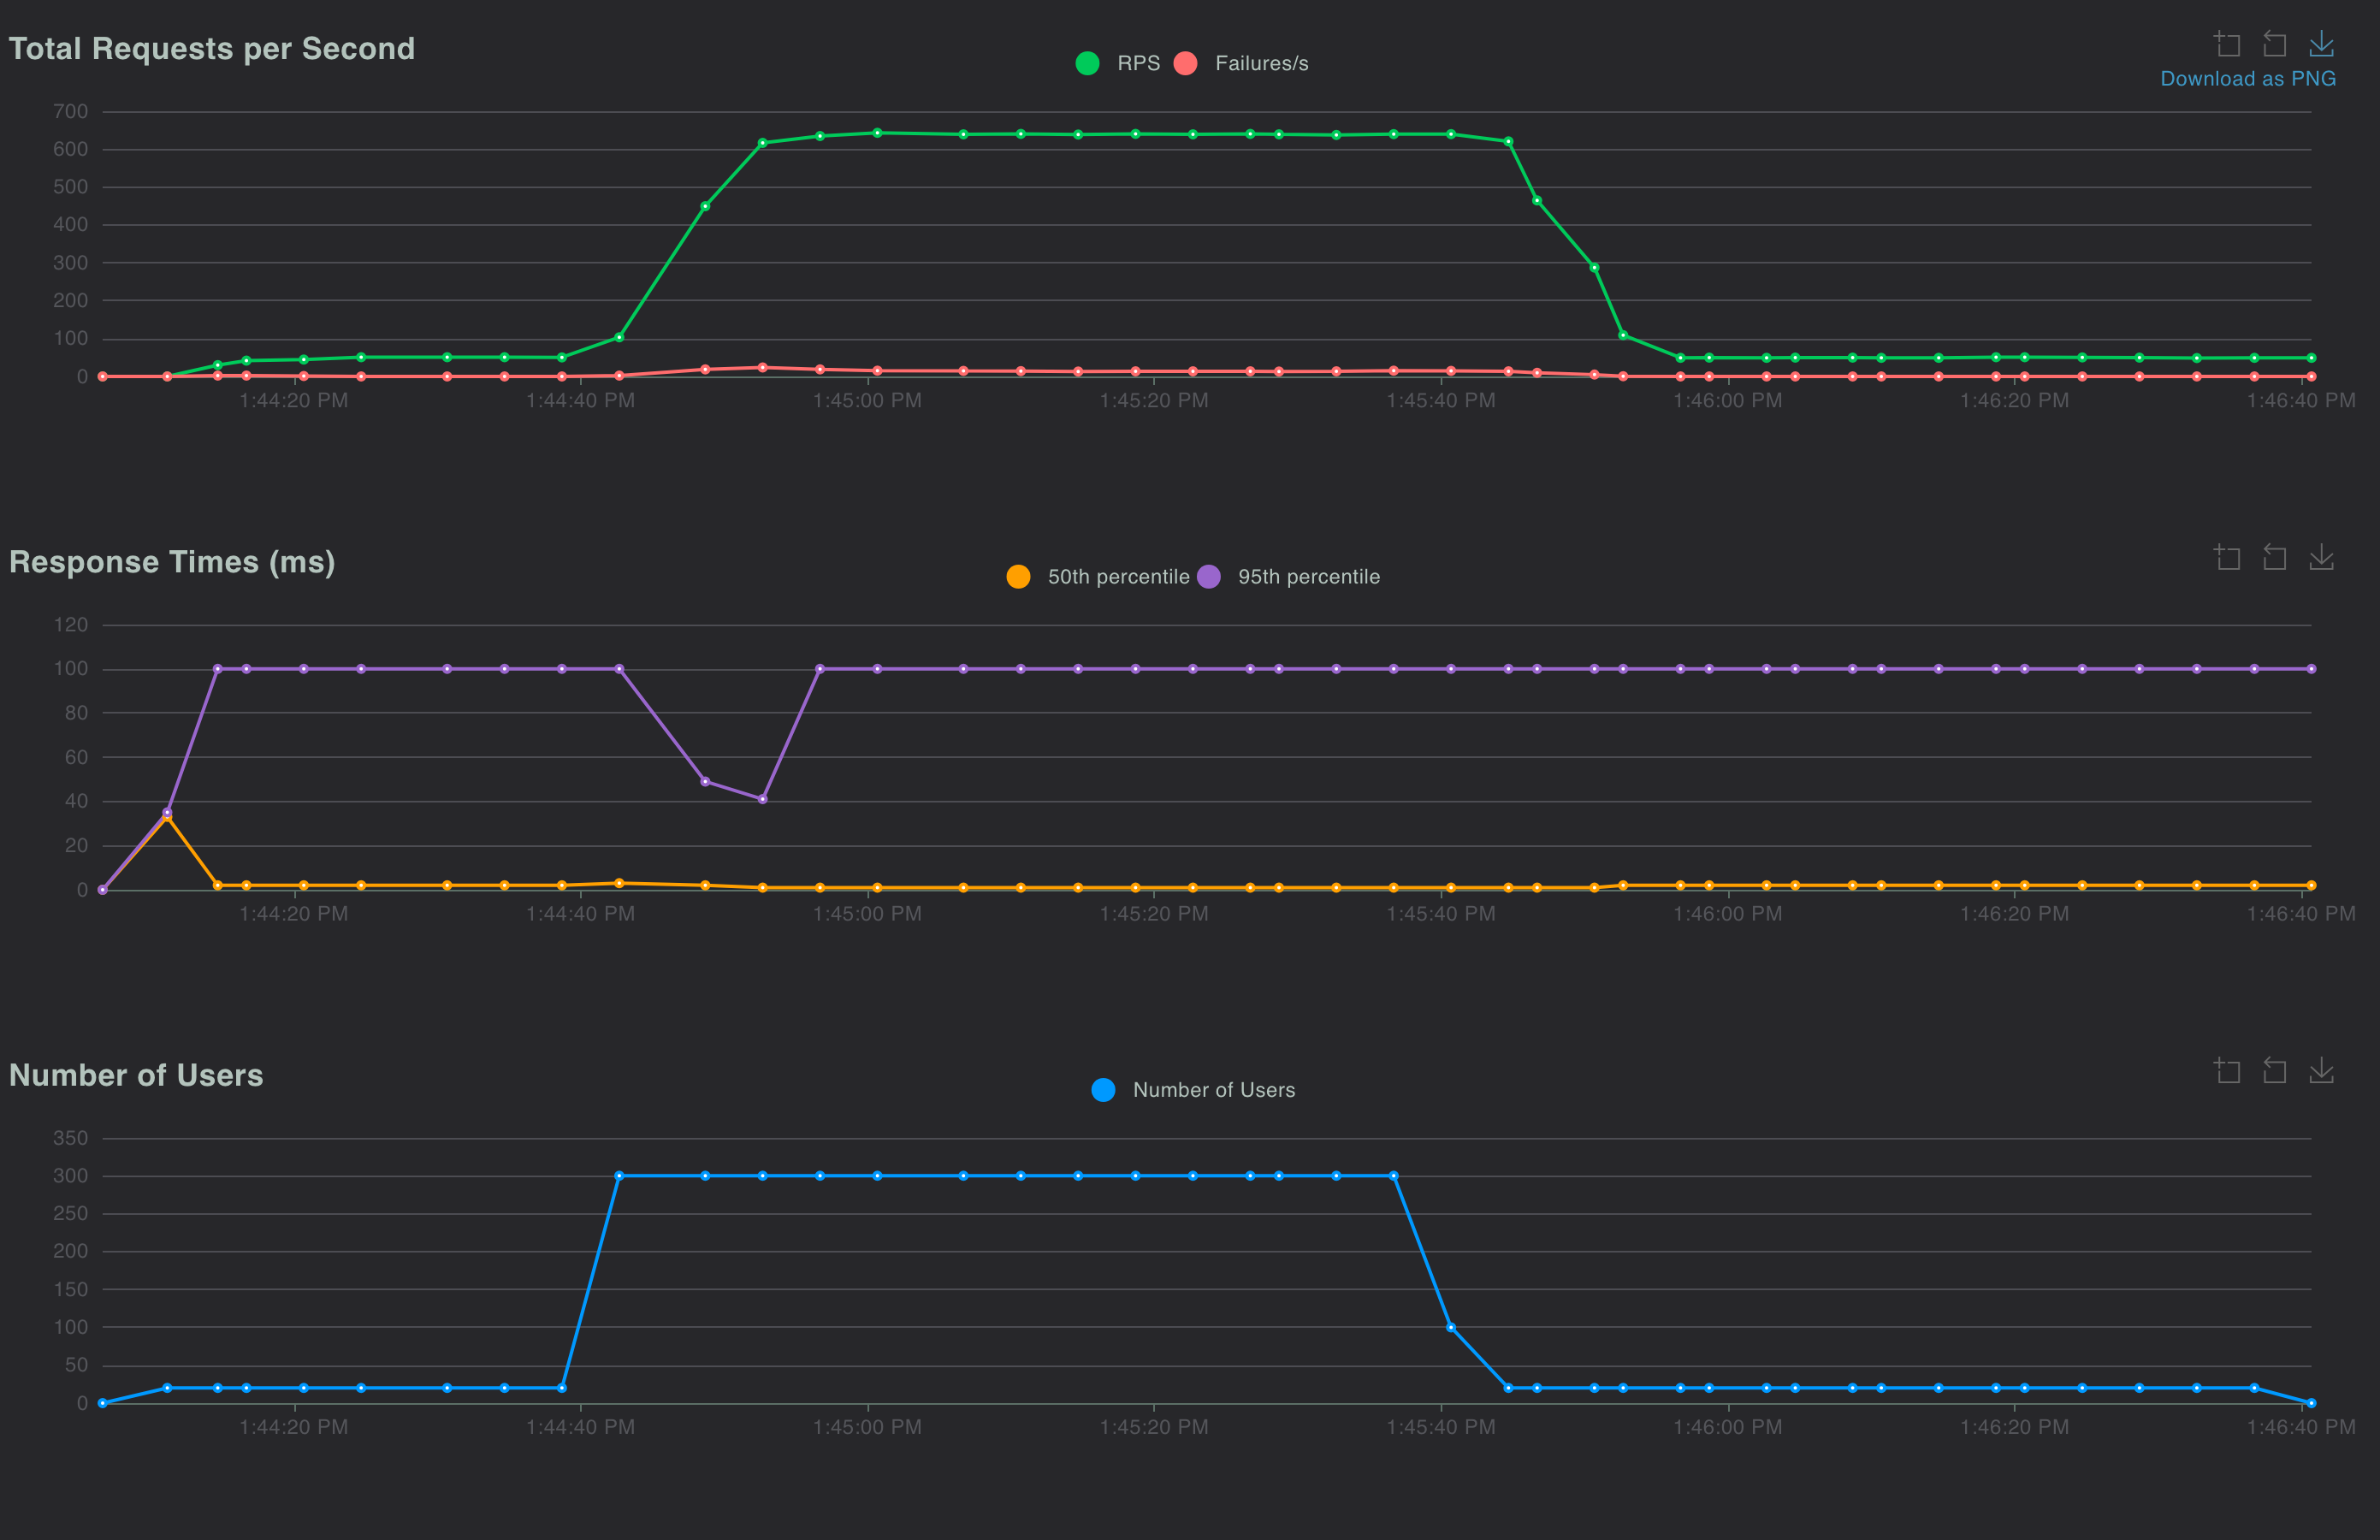 Total Requests per Second
RPS Failures/s
Download as PNG
700
600
500
400
300
200
100
0
1:44:20 PM 1:44:40 PM 1:45:00 PM 1:45:20 PM 1:45:40 PM 1:46:00 PM 1:46:20 PM 1:46:40 PM
Response Times (ms)
50th percentile 95th percentile
120
100
80
60
40
20
0
1:44:20 PM 1:44:40 PM 1:45:00 PM 1:45:20 PM 1:45:40 PM 1:46:00 PM 1:46:20 PM 1:46:40 PM
Number of Users
Number of Users
350
300
250
200
150
100
50
0
1:44:20 PM 1:44:40 PM 1:45:00 PM 1:45:20 PM 1:45:40 PM 1:46:00 PM 1:46:20 PM 1:46:40 PM